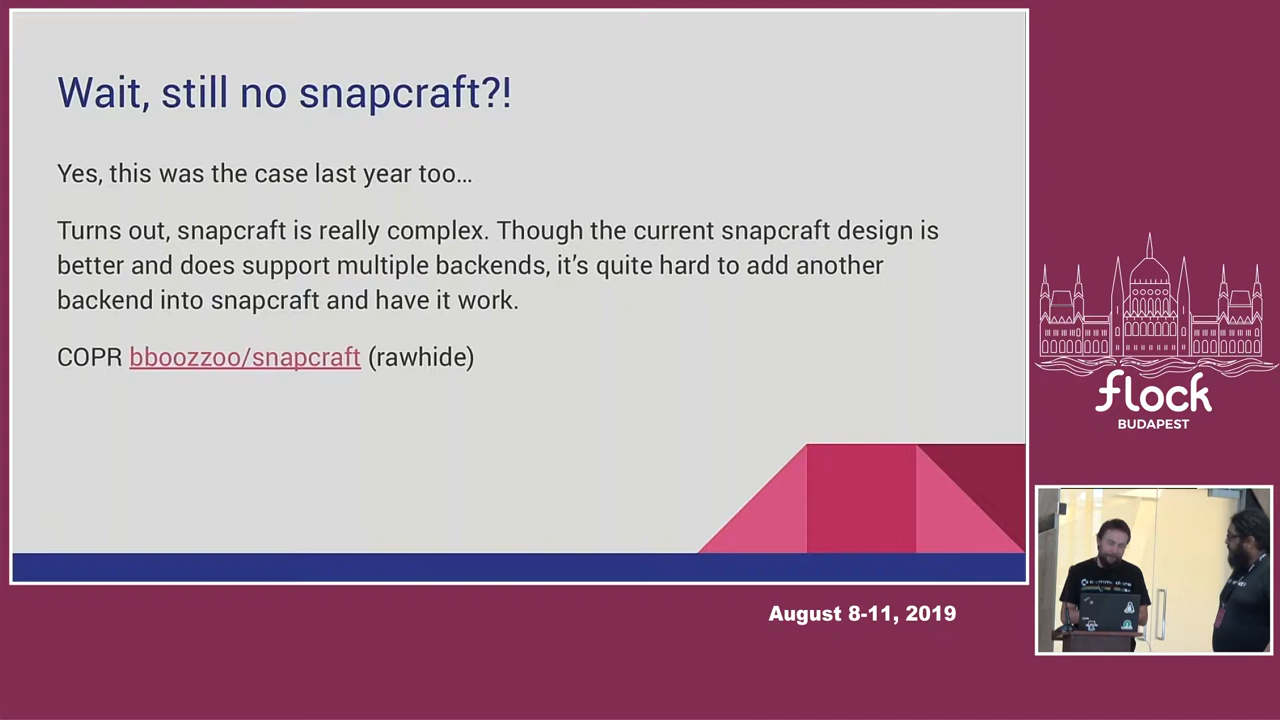 Wait, still no snapcraft?!
Yes, this was the case last year too…
Turns out, snapcraft is really complex. Though the current snapcraft design is
better and does support multiple backends, it’s quite hard to add another
backend into snapcraft and have it work.
COPR bboozzoo/snapcraft (rawhide)
flock
BUDAPEST
August 8-11, 2019